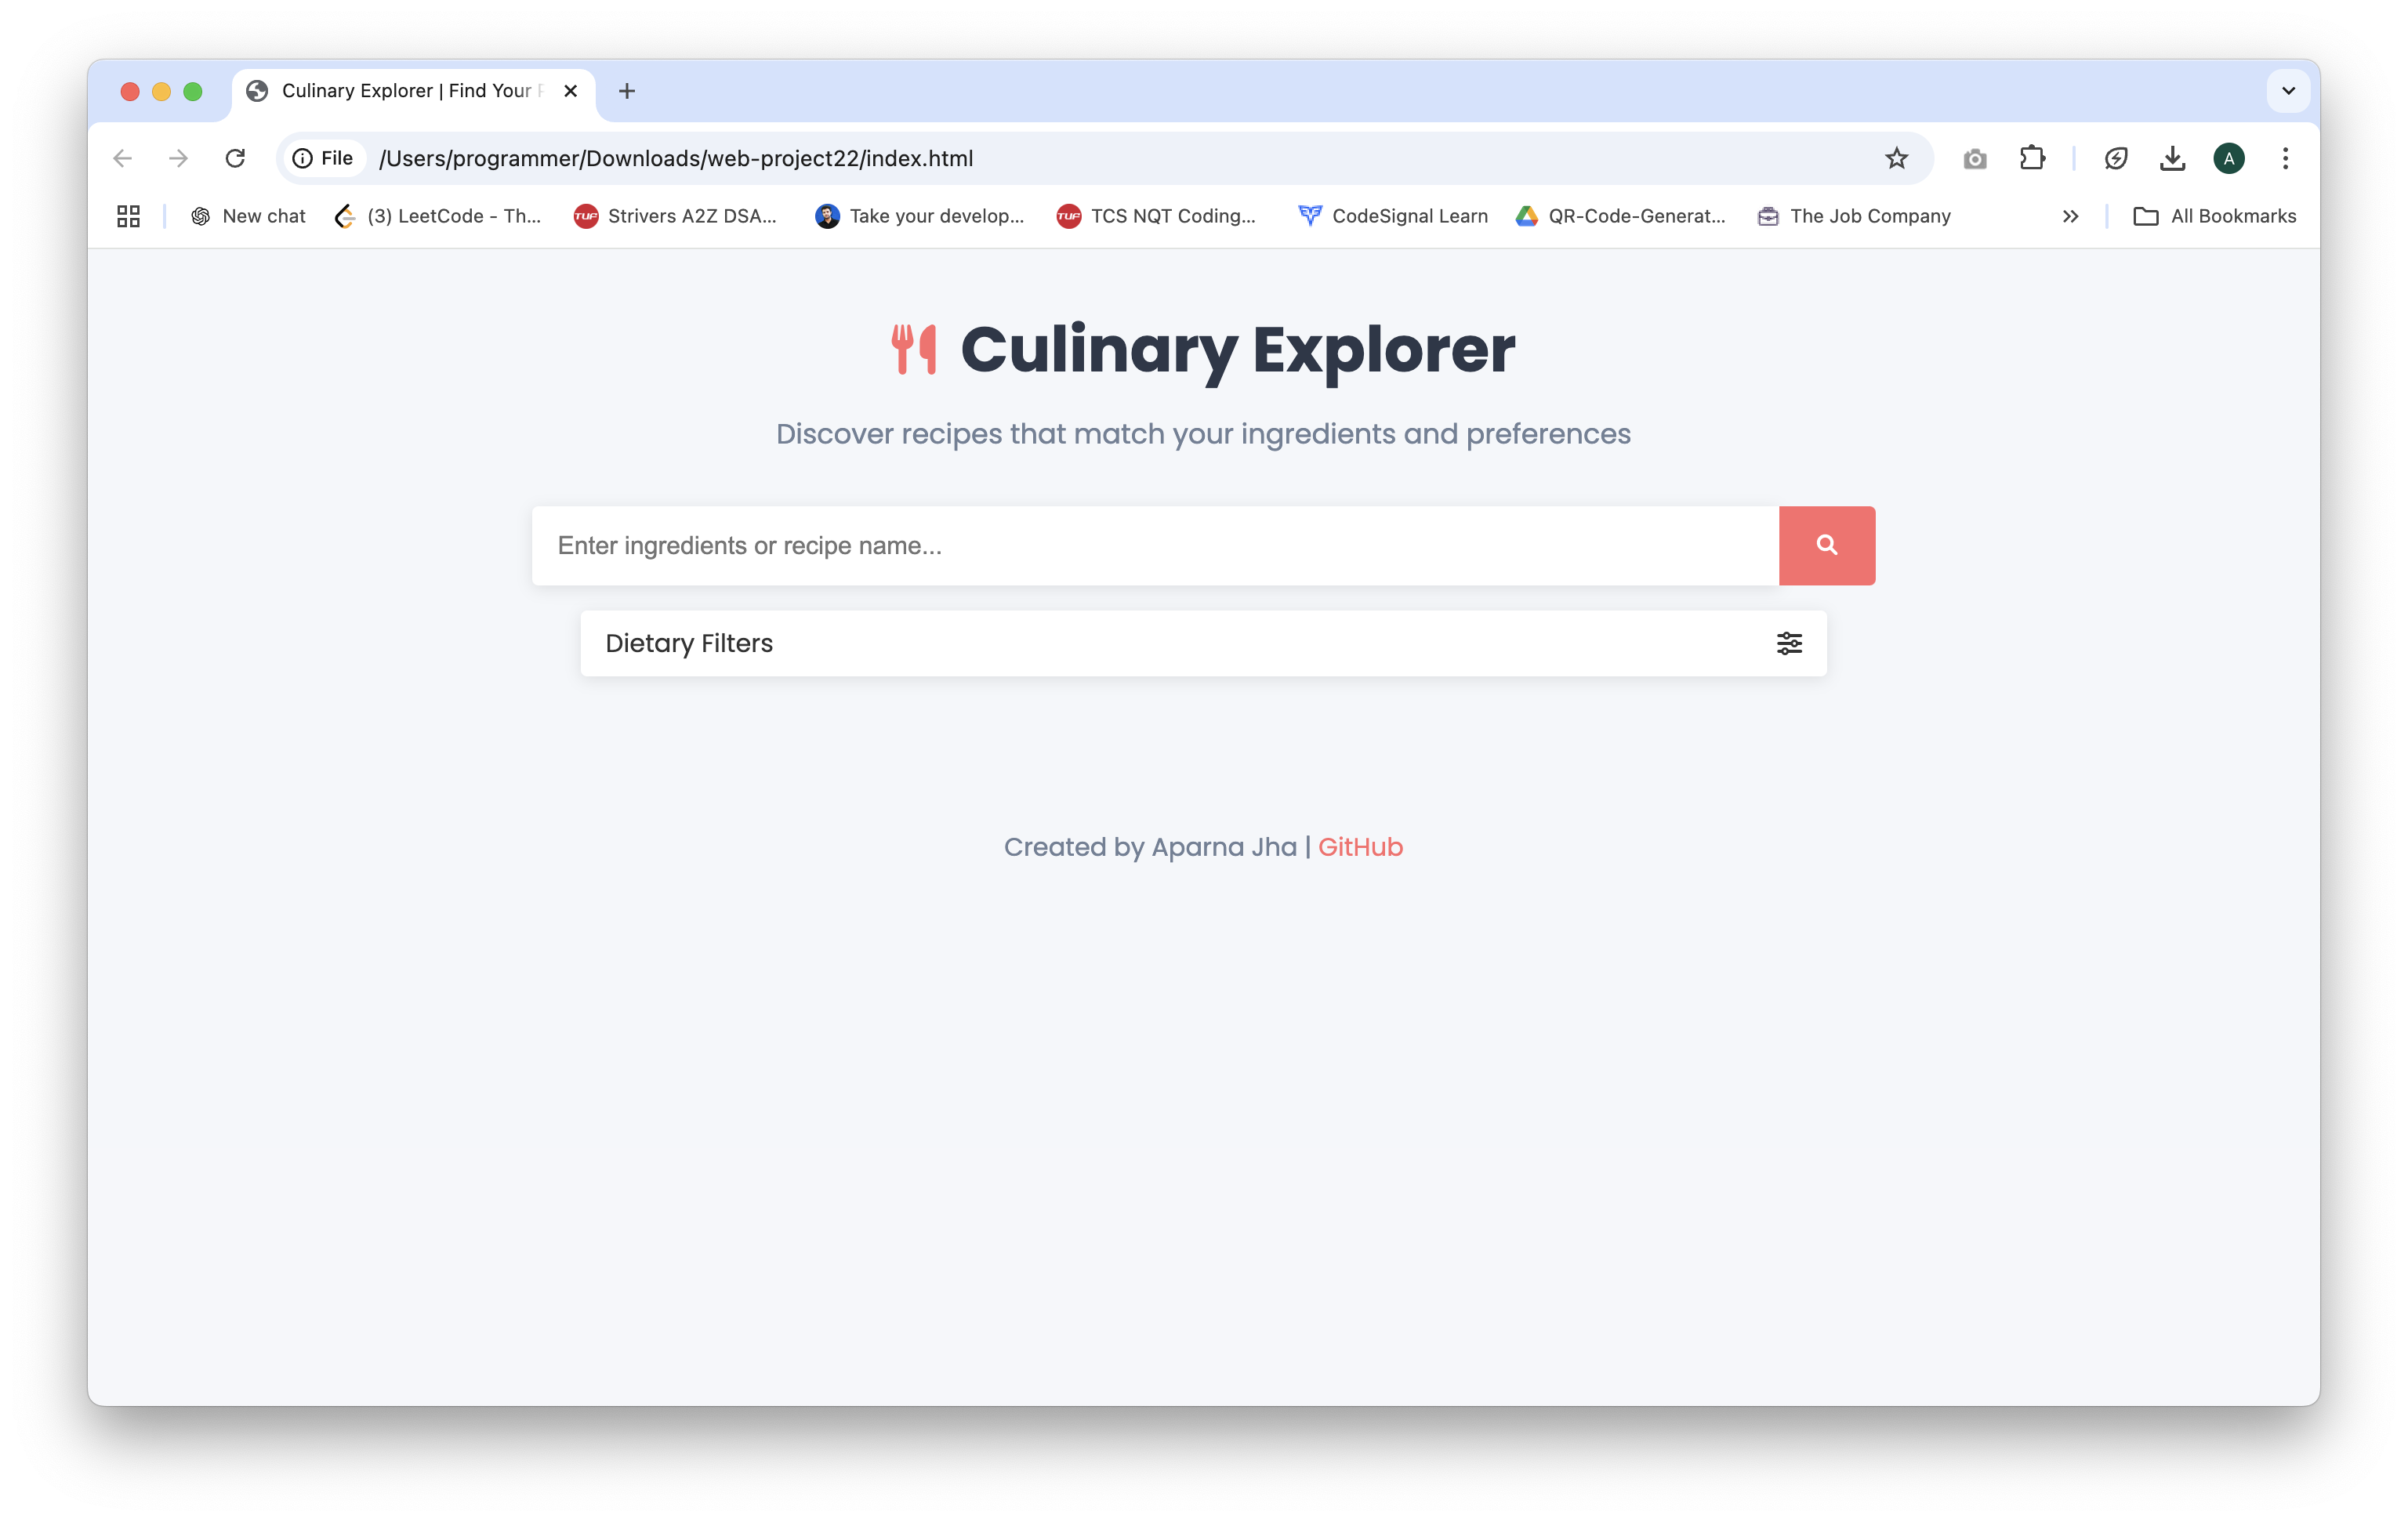 Culinary Explorer | Find Your
File /Users/programmer/Downloads/web-project22/index.html
New chat (3) LeetCode - Th... TUF Strivers A2Z DSA... Take your develop... TUF TCS NQT Coding... CodeSignal Learn QR-Code-Generat... The Job Company All Bookmarks
A
Culinary Explorer
Discover recipes that match your ingredients and preferences
Enter ingredients or recipe name...
Dietary Filters
Created by Aparna Jha | GitHub